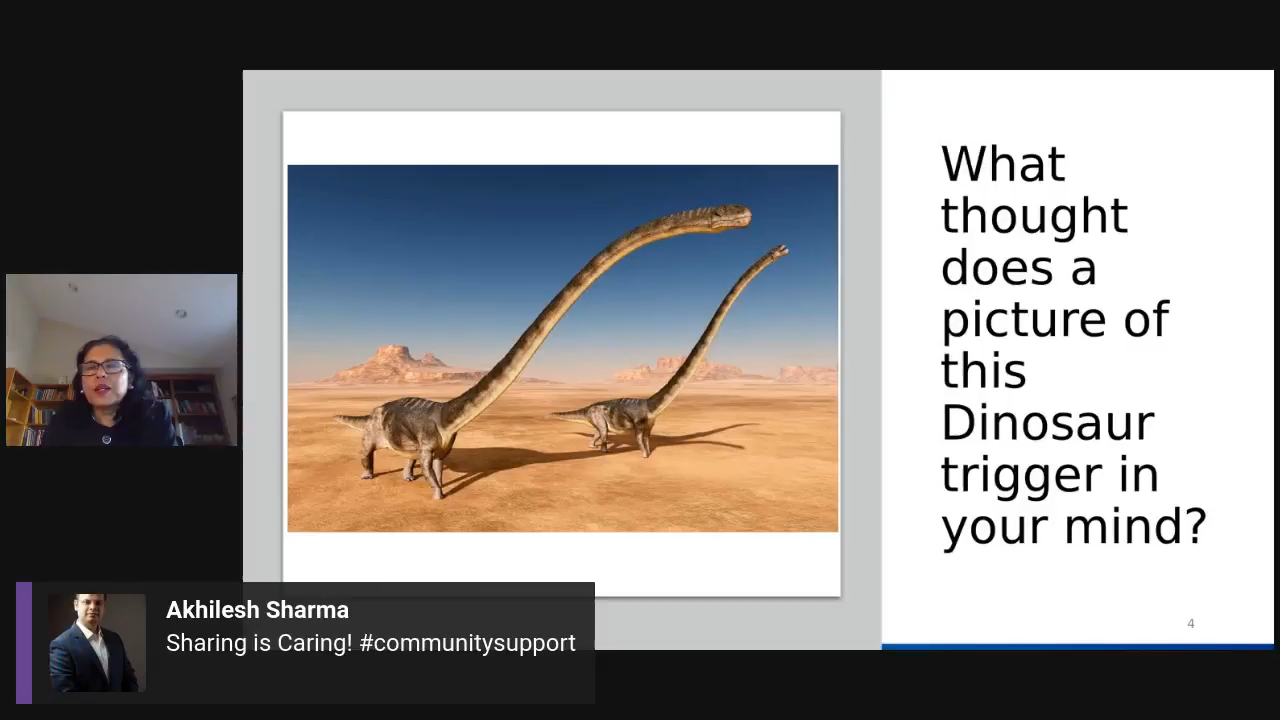 What
thought
does a
picture of
this
Dinosaur
trigger in
your mind?
4
Akhilesh Sharma
Sharing is Caring! #communitysupport